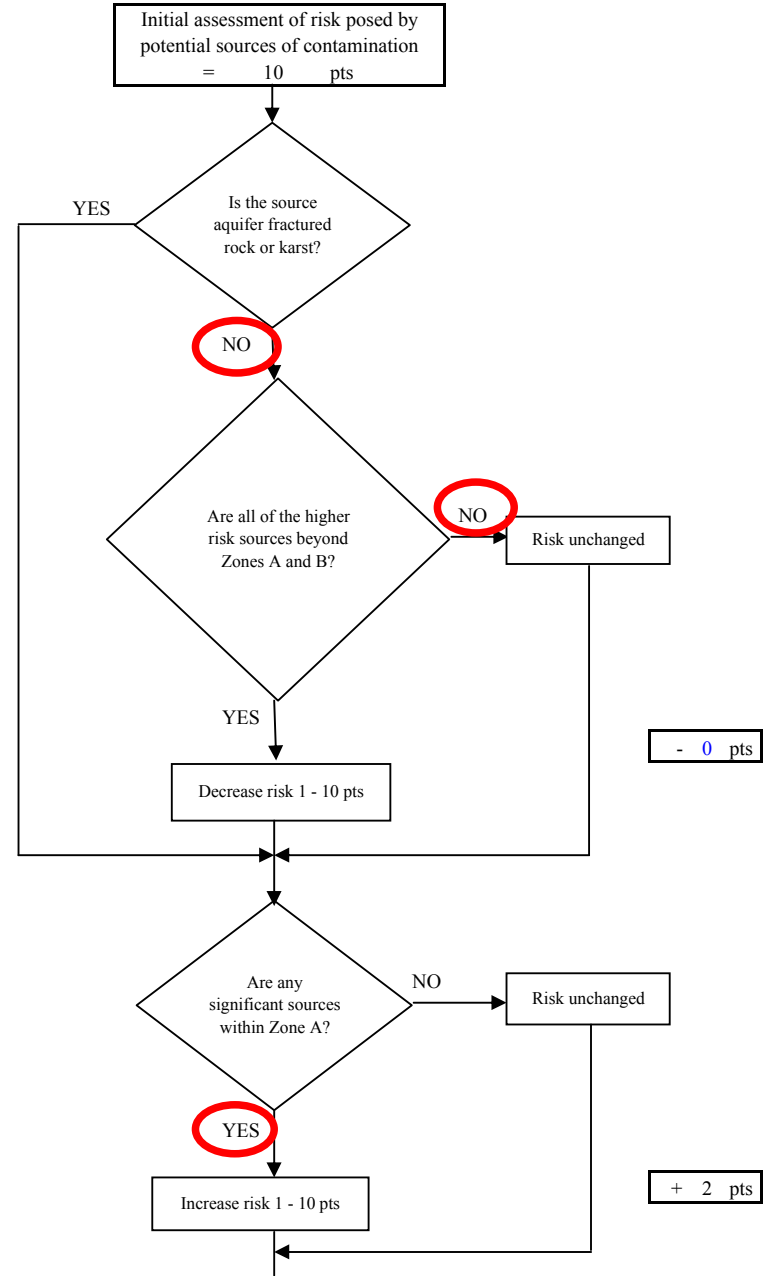 Initial assessment of risk posed by
potential sources of contamination
= 10 pts
YES
Is the source
aquifer fractured
rock or karst?
NO
Are all of the higher
risk sources beyond
Zones A and B?
NO
Risk unchanged
YES
- 0 pts
Decrease risk 1 - 10 pts
Are any
significant sources
within Zone A?
NO
Risk unchanged
YES
Increase risk 1 - 10 pts
+ 2 pts